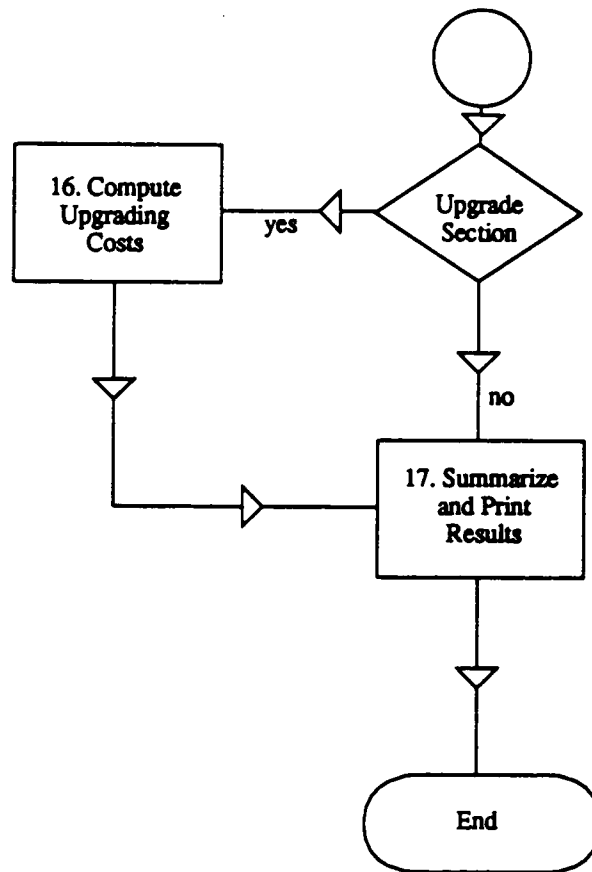 Upgrade
Section
yes
16. Compute
Upgrading
Costs
no
17. Summarize
and Print
Results
End